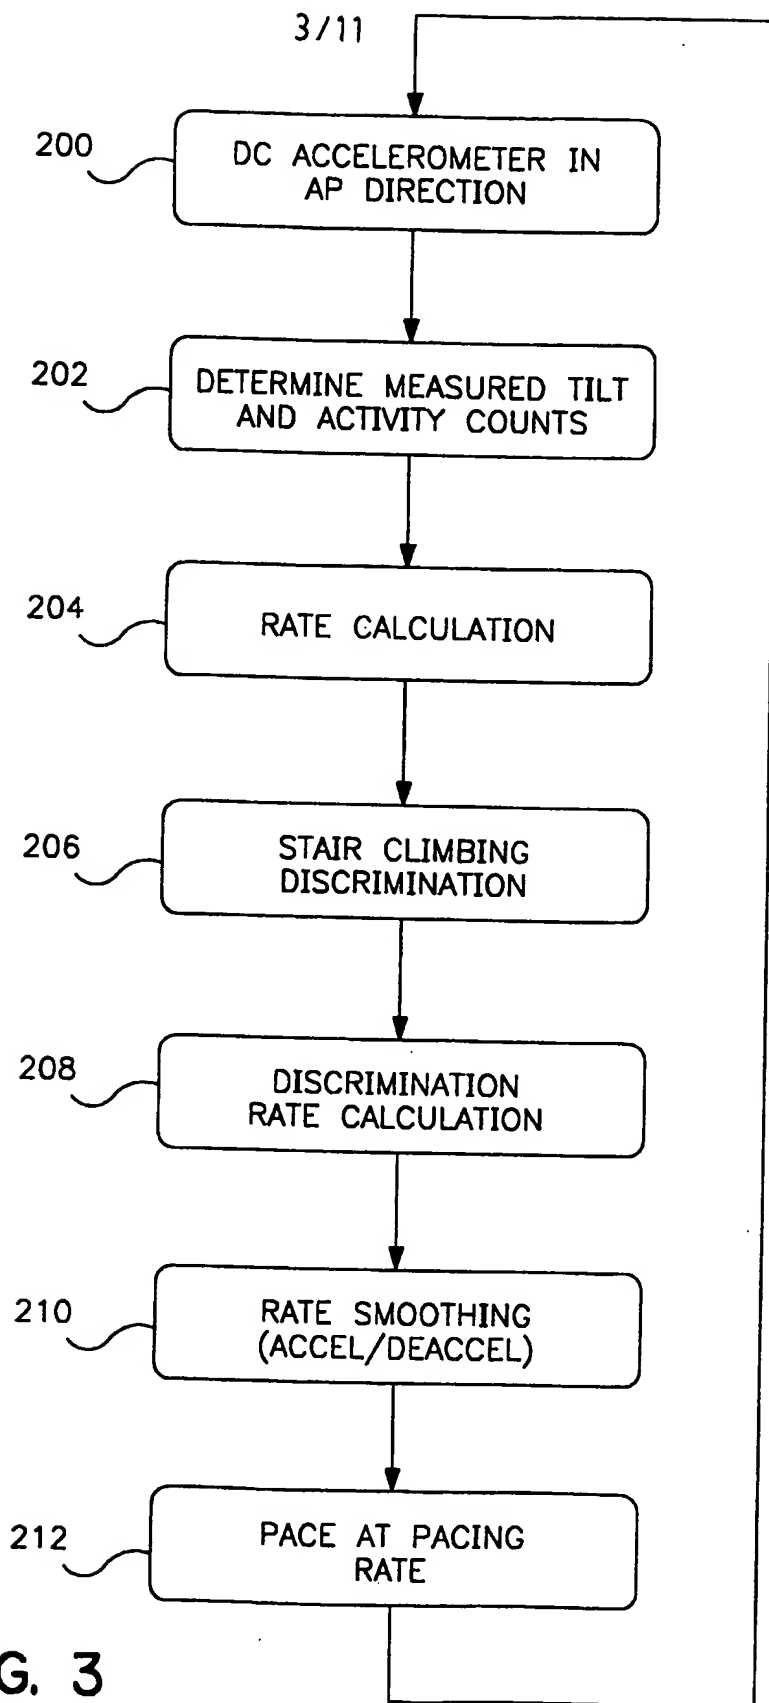 3/11
200
DC ACCELEROMETER IN
AP DIRECTION
202
DETERMINE MEASURED TILT
AND ACTIVITY COUNTS
204
RATE CALCULATION
206
STAIR CLIMBING
DISCRIMINATION
208
DISCRIMINATION
RATE CALCULATION
210
RATE SMOOTHING
(ACCEL/DEACCEL)
212
PACE AT PACING
RATE
G. 3